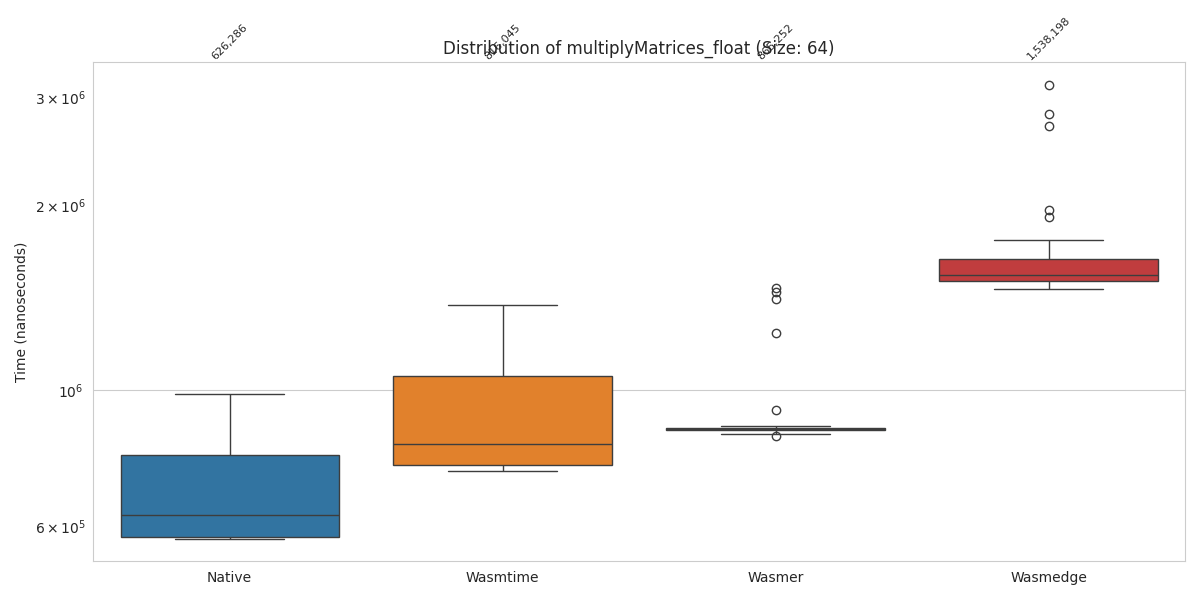 626,286
1,538,198
Distribution of multiplyMatrices_float (Size: 64)
3 × 10⁶
2 × 10⁶
10⁶
6 × 10⁵
Time (nanoseconds)
Native Wasmtime Wasmer Wasmedge